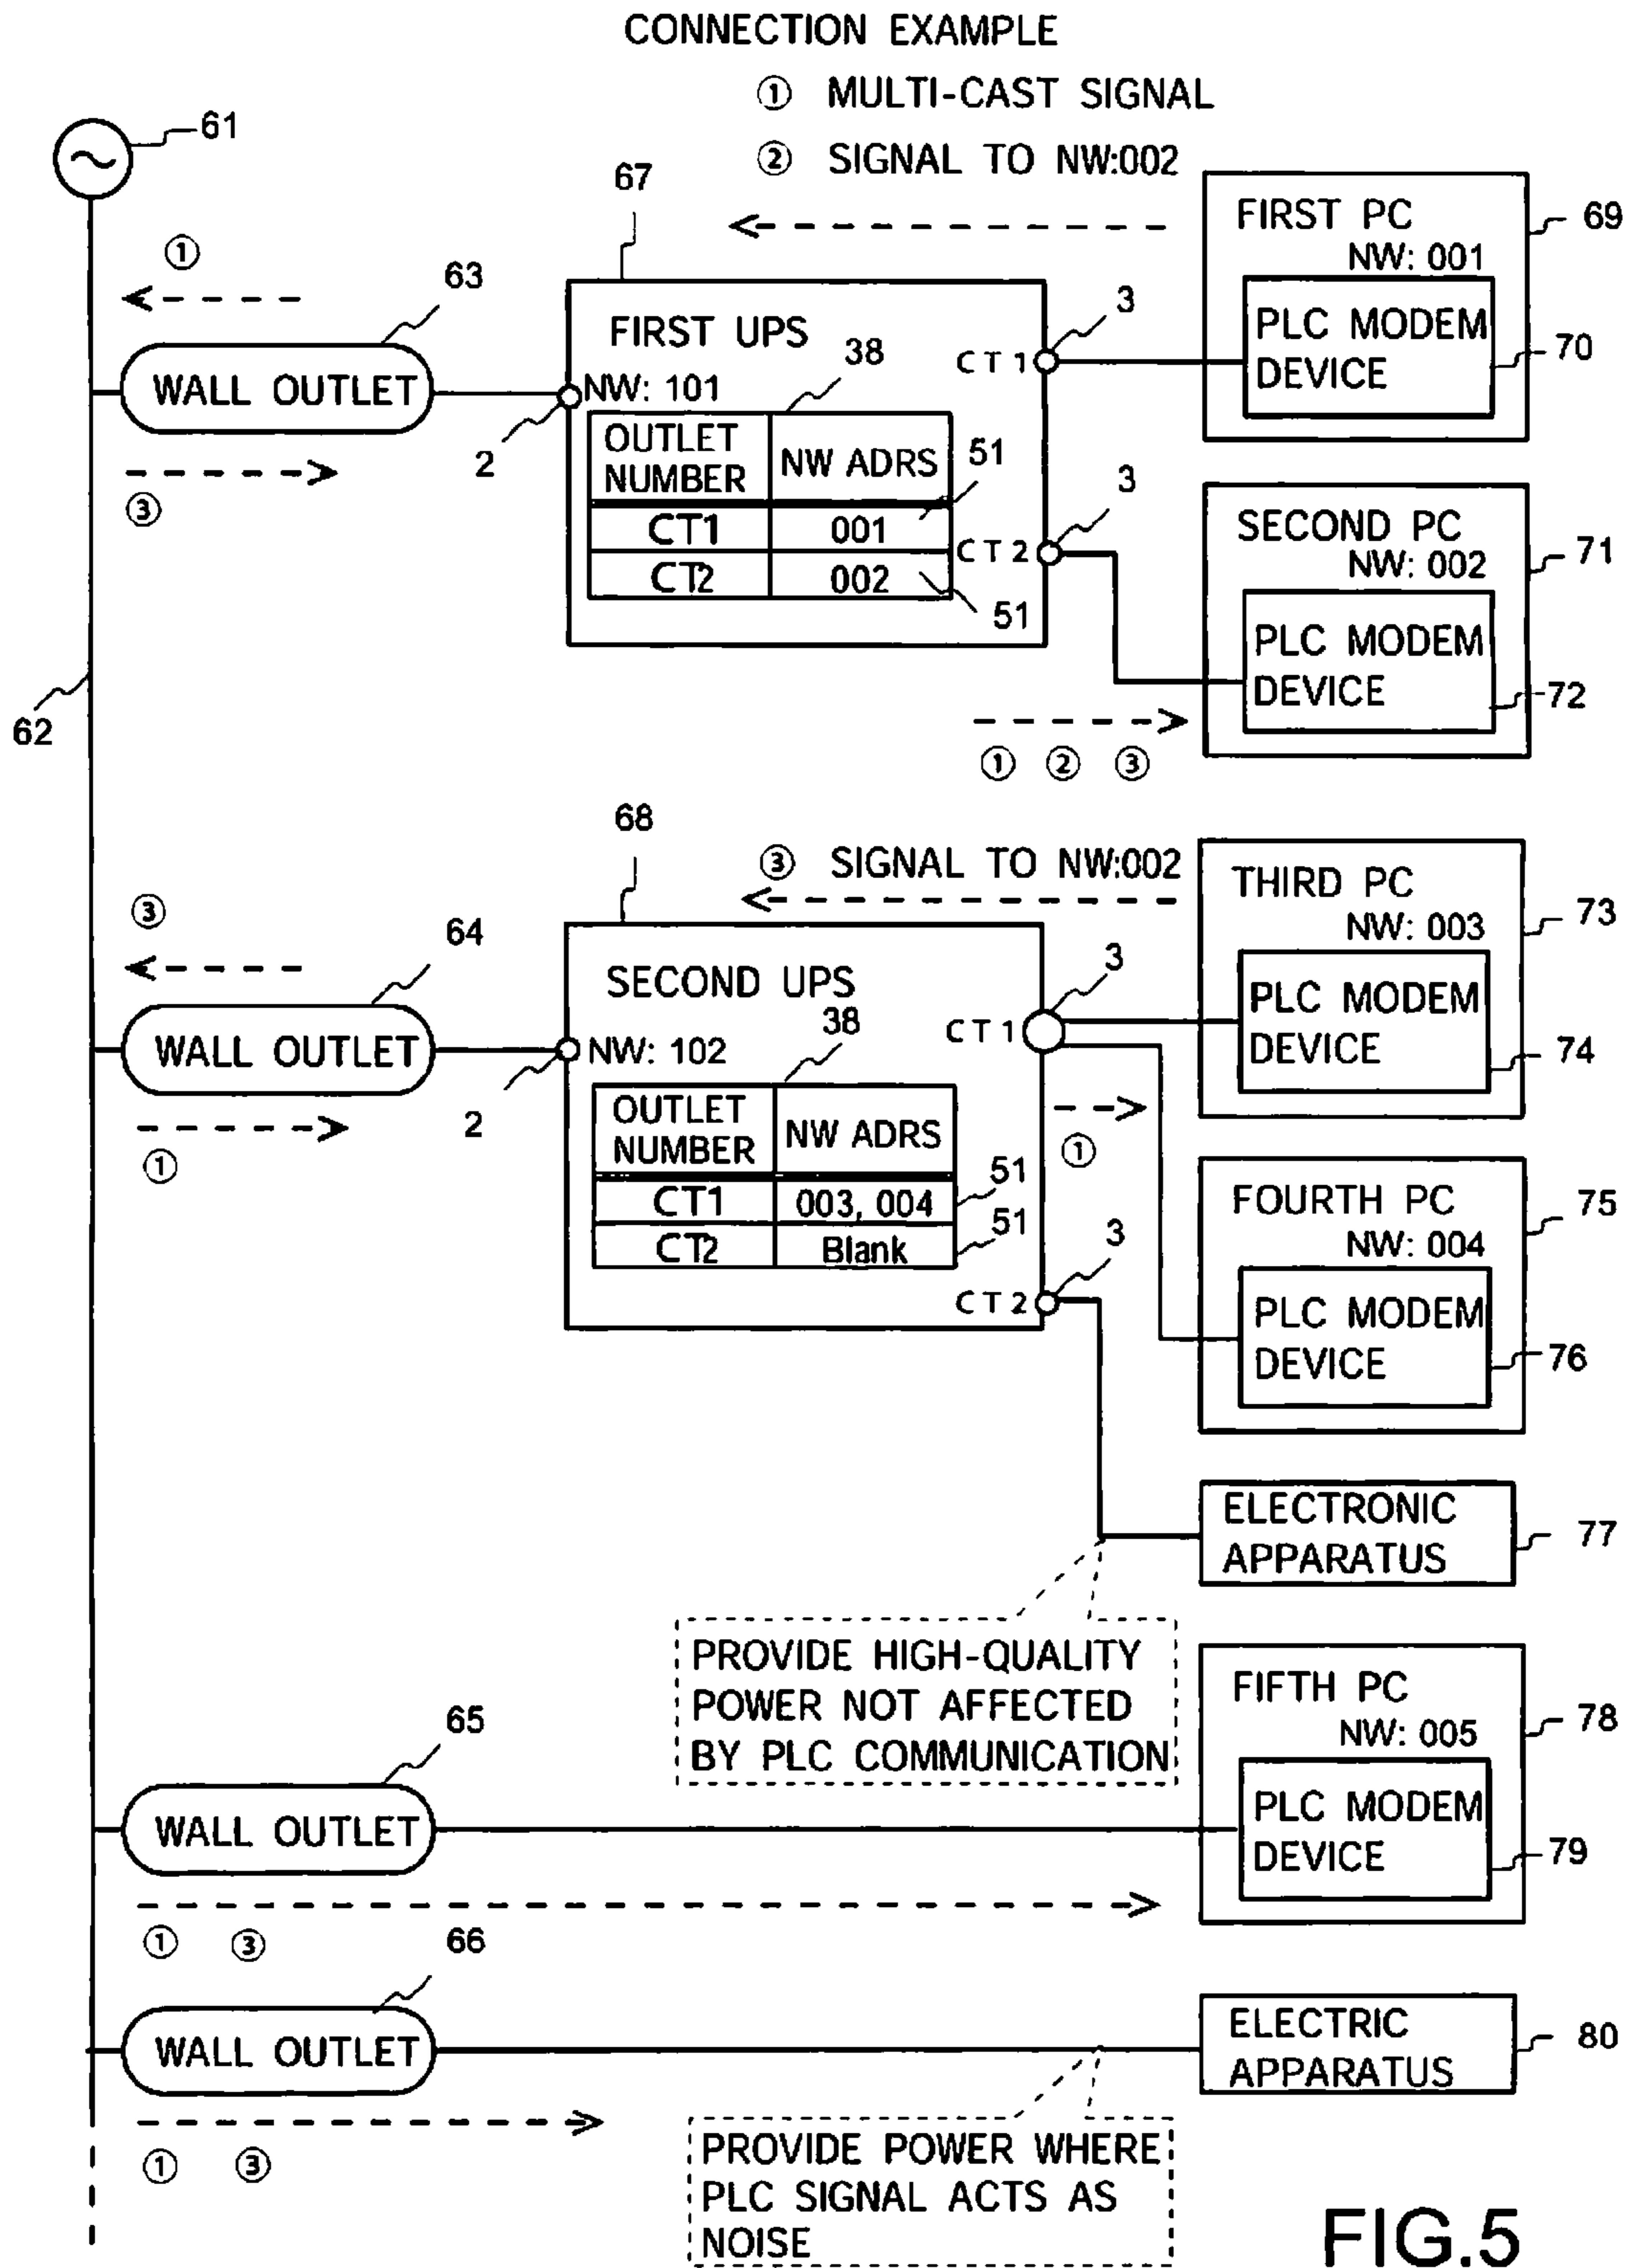 CONNECTION EXAMPLE
① MULTI-CAST SIGNAL
② SIGNAL TO NW:002
61
67
FIRST PC
NW: 001
69
PLC MODEM
DEVICE
70
①
63
WALL OUTLET
③
2
FIRST UPS
NW: 101
38
OUTLET
NUMBER
NW ADRS
CT1
001
CT2
002
51
51
CT1
3
CT2
3
SECOND PC
NW: 002
71
PLC MODEM
DEVICE
72
62
① ② ③
68
③ SIGNAL TO NW:002
THIRD PC
NW: 003
73
PLC MODEM
DEVICE
74
③
64
WALL OUTLET
①
2
SECOND UPS
NW: 102
38
OUTLET
NUMBER
NW ADRS
CT1
003, 004
CT2
Blank
51
51
CT1
3
①
CT2
3
FOURTH PC
NW: 004
75
PLC MODEM
DEVICE
76
ELECTRONIC
APPARATUS
77
PROVIDE HIGH-QUALITY
POWER NOT AFFECTED
BY PLC COMMUNICATION
65
WALL OUTLET
① ③
FIFTH PC
NW: 005
78
PLC MODEM
DEVICE
79
66
WALL OUTLET
① ③
ELECTRIC
APPARATUS
80
PROVIDE POWER WHERE
PLC SIGNAL ACTS AS
NOISE
FIG.5